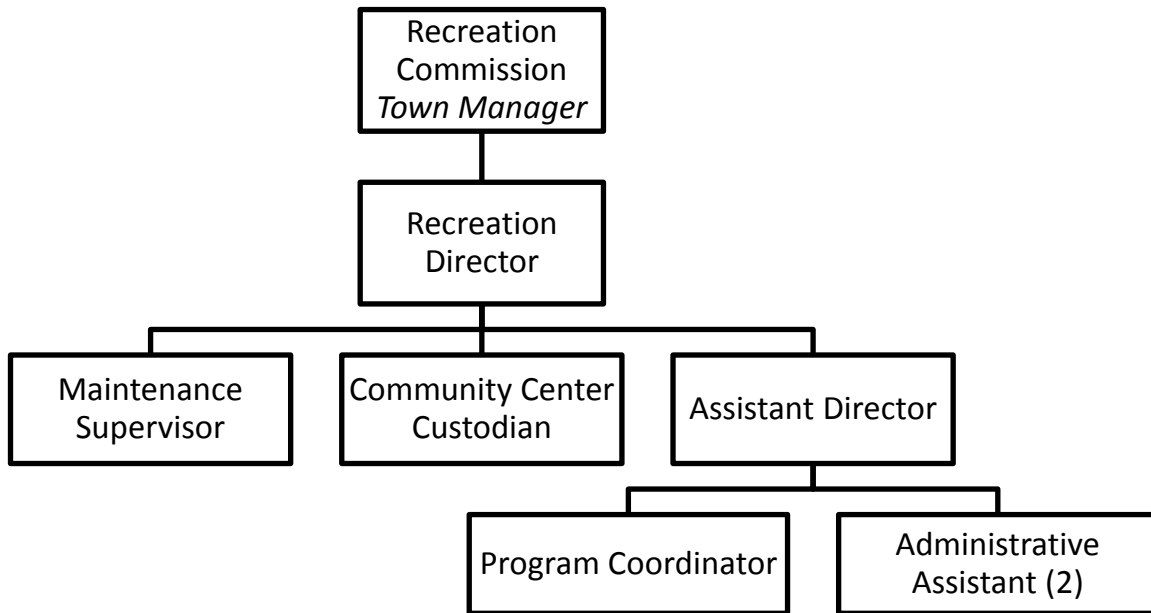 Recreation
Commission
Town Manager
Recreation
Director
Maintenance
Supervisor
Community Center
Custodian
Assistant Director
Program Coordinator
Administrative
Assistant (2)